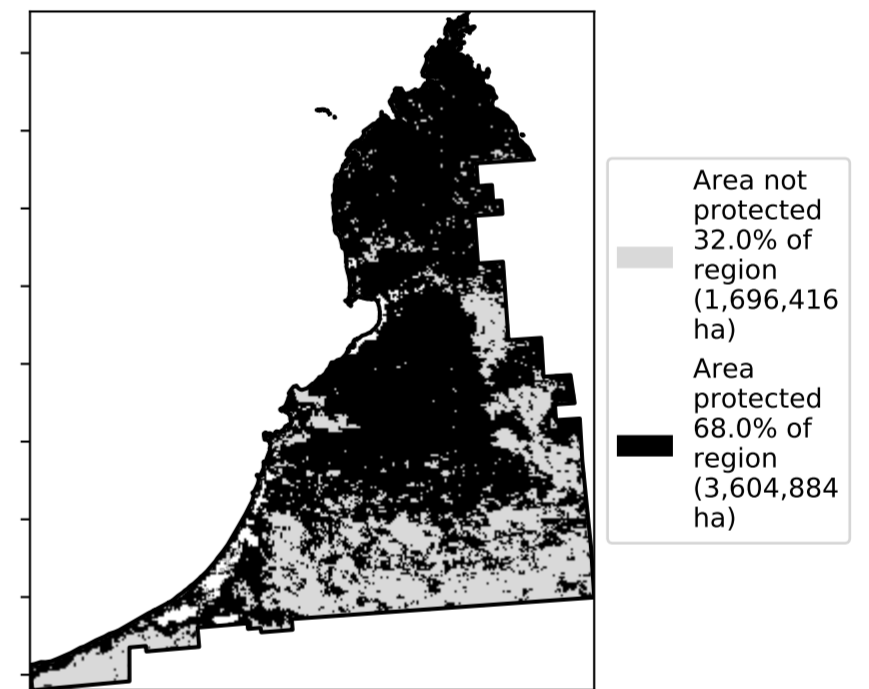 Area not
protected
32.0% of
region
(1,696,416
ha)
Area
protected
68.0% of
region
(3,604,884
ha)